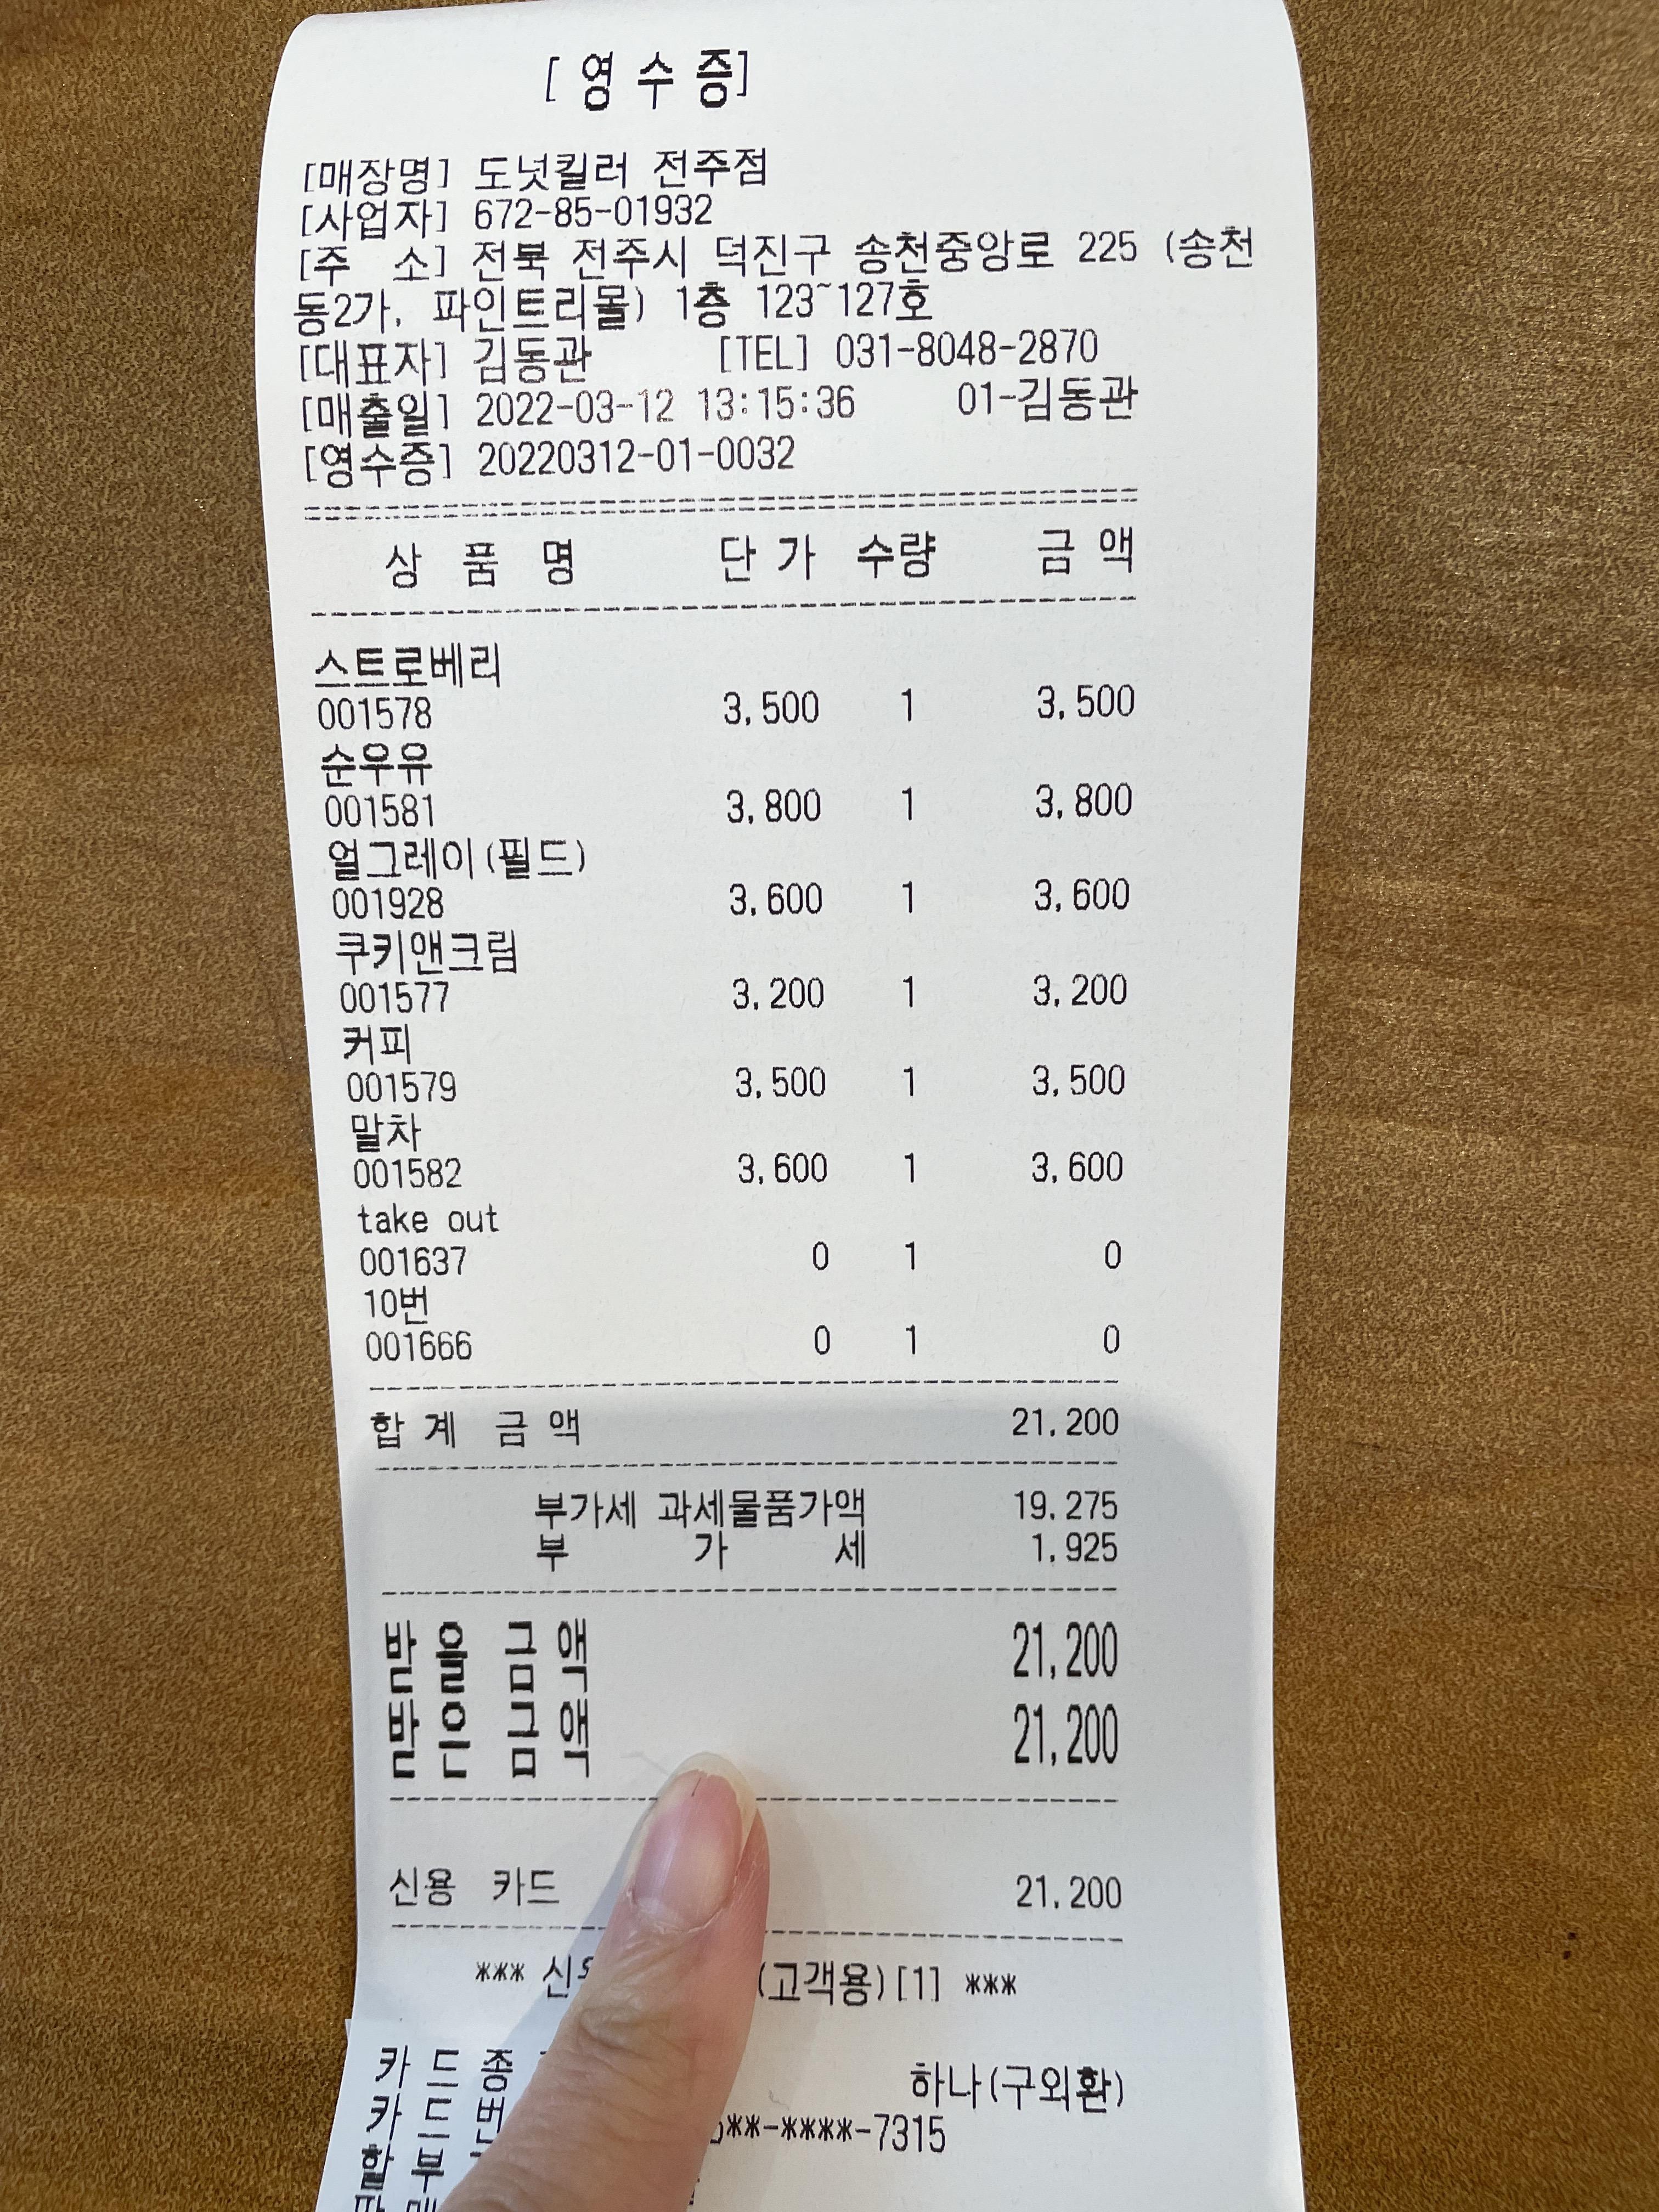 [영수증]
[매장명] 도넛킬러 전주점
[사업자] 672-85-01932
[주 소] 전북 전주시 덕진구 송천중앙로 225 (송천
동2가, 파인트리몰) 1층 123~127호
[대표자] 김동관 [TEL] 031-8048-2870
[매출일] 2022-03-12 13:15:36 01-김동관
[영수증] 20220312-01-0032
상 품 명 단 가 수량 금 액
스트로베리
001578 3,500 1 3,500
순우유
001581 3,800 1 3,800
얼그레이(필드)
001928 3,600 1 3,600
쿠키앤크림
001577 3,200 1 3,200
커피
001579 3,500 1 3,500
말차
001582 3,600 1 3,600
take out
001637 0 1 0
10번
001666 0 1 0
합 계 금 액 21,200
부가세 과세물품가액 19,275
부 가 세 1,925
받 을 금 액 21,200
받 은 금 액 21,200
신용 카드 21,200
*** (고객용)[1] ***
카 드 종 하나(구외환)
카 드 번 **-****-7315
할 부